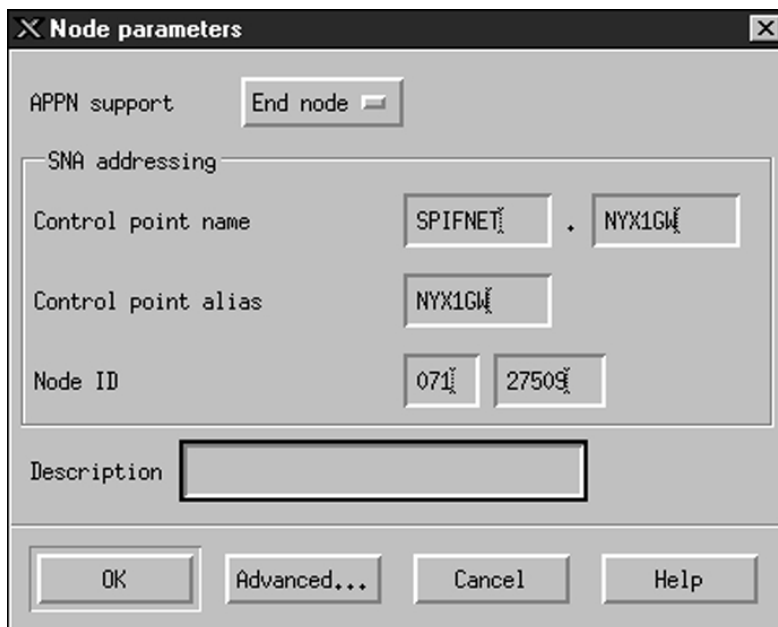 Node parameters
APPN support End node
SNA addressing
Control point name SPIFNET . NYX1GW
Control point alias NYX1GW
Node ID 071 27509
Description
OK Advanced... Cancel Help